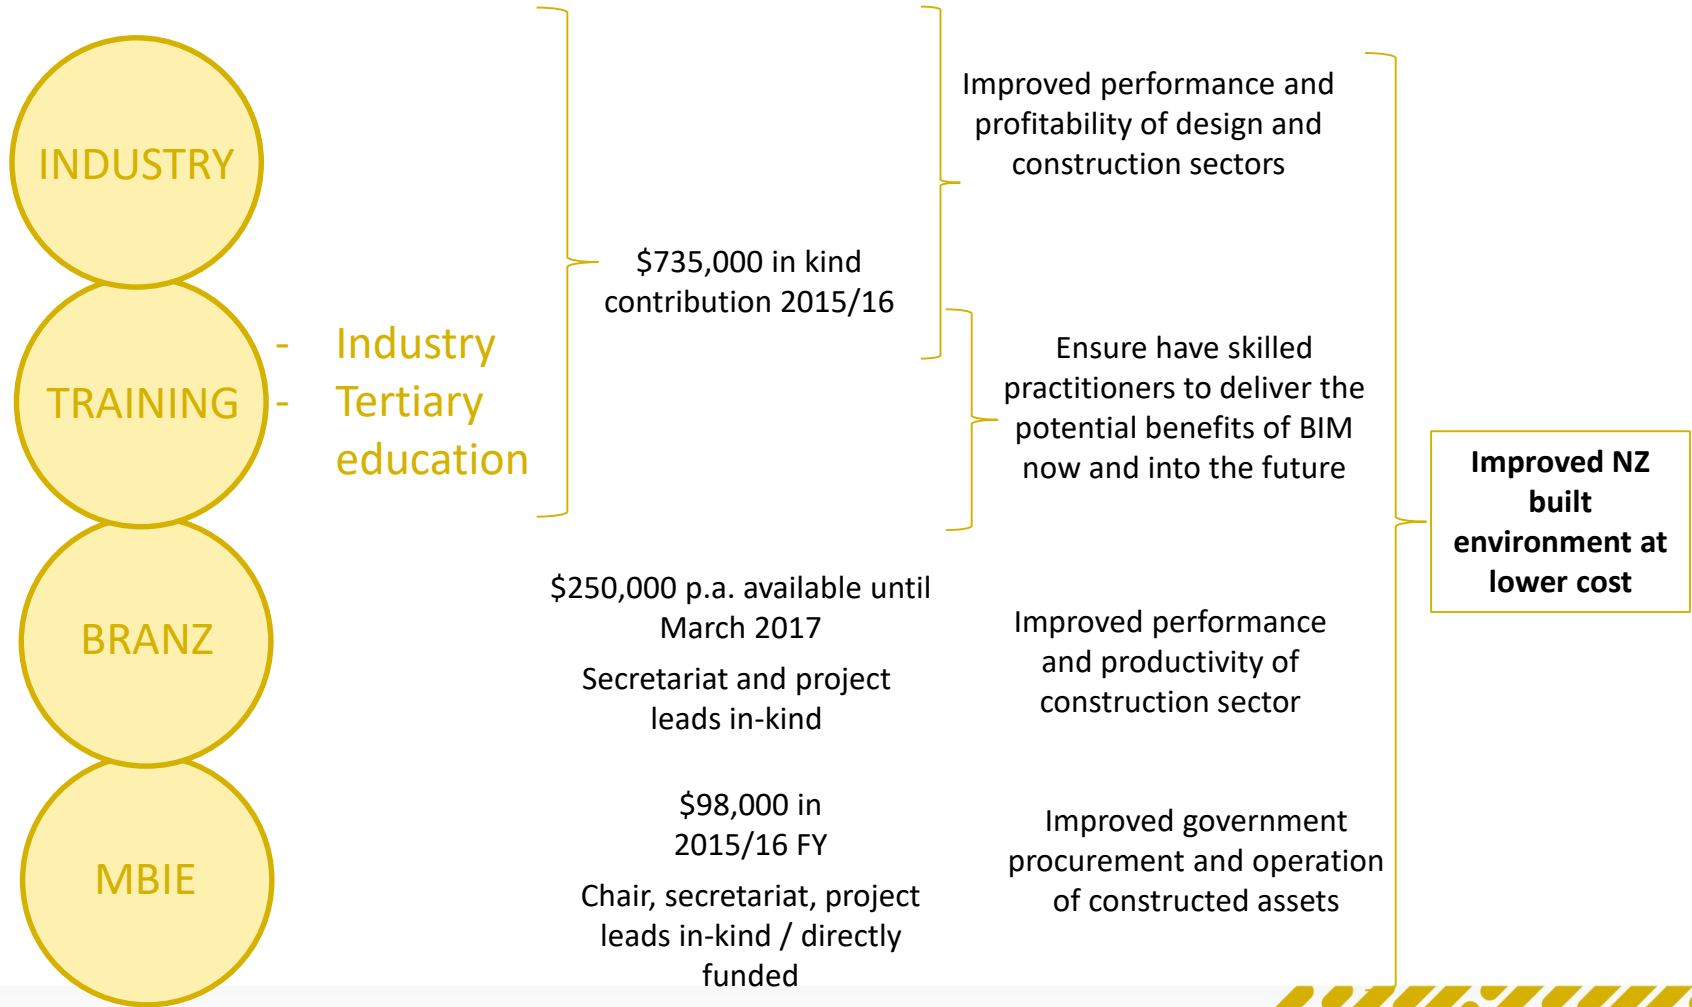 INDUSTRY
TRAINING
BRANZ
MBIE
- Industry
- Tertiary
education
$735,000 in kind
contribution 2015/16
$250,000 p.a. available until
March 2017
Secretariat and project
leads in-kind
$98,000 in
2015/16 FY
Chair, secretariat, project
leads in-kind / directly
funded
Improved performance and
profitability of design and
construction sectors
Ensure have skilled
practitioners to deliver the
potential benefits of BIM
now and into the future
Improved performance
and productivity of
construction sector
Improved government
procurement and operation
of constructed assets
Improved NZ
built
environment at
lower cost